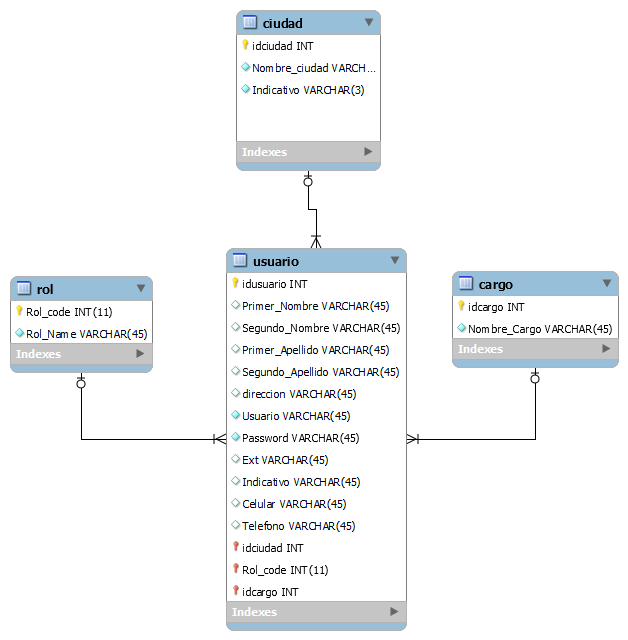 ciudad
idciudad INT
Nombre_ciudad VARCH...
Indicativo VARCHAR(3)
Indexes
rol
Rol_code INT(11)
Rol_Name VARCHAR(45)
Indexes
usuario
idusuario INT
Primer_Nombre VARCHAR(45)
Segundo_Nombre VARCHAR(45)
Primer_Apellido VARCHAR(45)
Segundo_Apellido VARCHAR(45)
direccion VARCHAR(45)
Usuario VARCHAR(45)
Password VARCHAR(45)
Ext VARCHAR(45)
Indicativo VARCHAR(45)
Celular VARCHAR(45)
Telefono VARCHAR(45)
idciudad INT
Rol_code INT(11)
idcargo INT
Indexes
cargo
idcargo INT
Nombre_Cargo VARCHAR(45)
Indexes